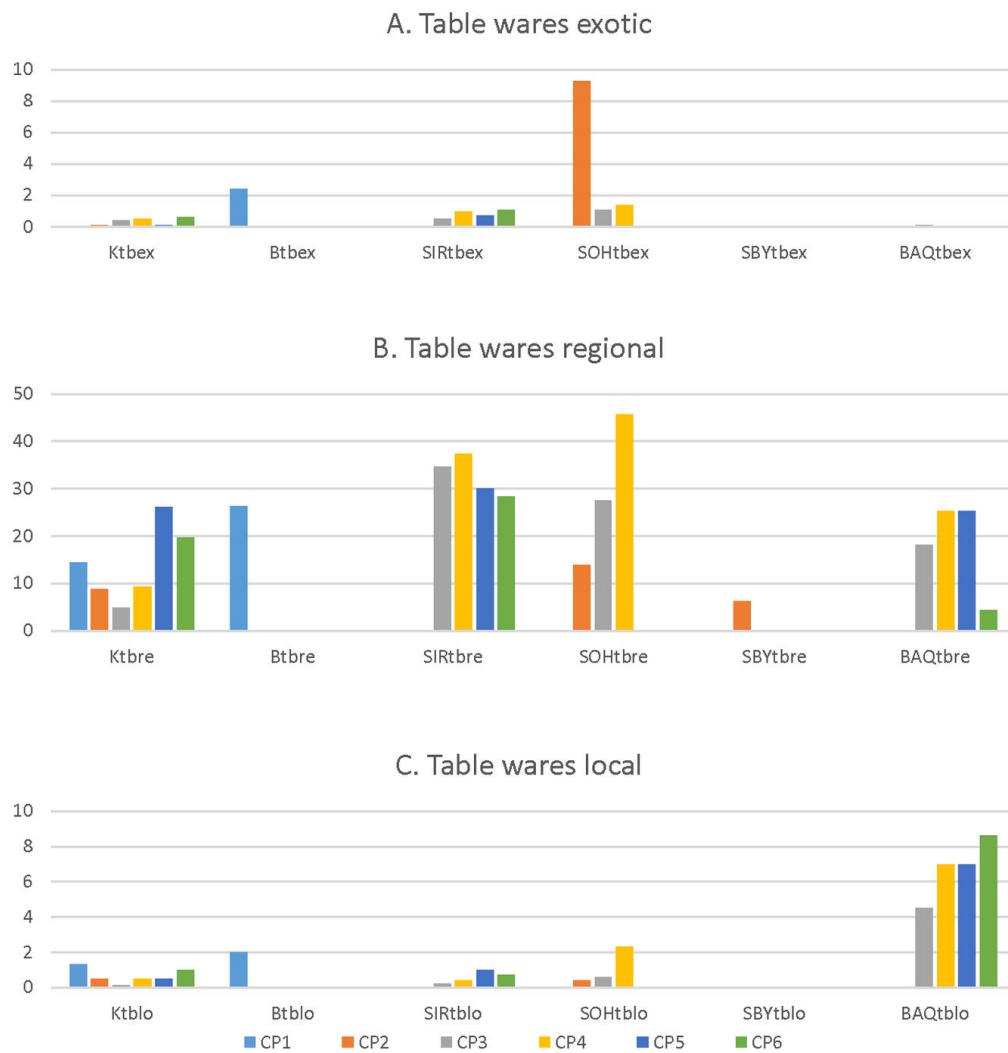 A. Table wares exotic
10
8
6
4
2
0
Ktbex Btbex SIRtbex SOHtbex SBYtbex BAQtbex
B. Table wares regional
50
40
30
20
10
0
Ktbre Btbre SIRtbre SOHtbre SBYtbre BAQtbre
C. Table wares local
10
8
6
4
2
0
Ktblo Btblo SIRtblo SOHtblo SBYtblo BAQtblo
CP1 CP2 CP3 CP4 CP5 CP6